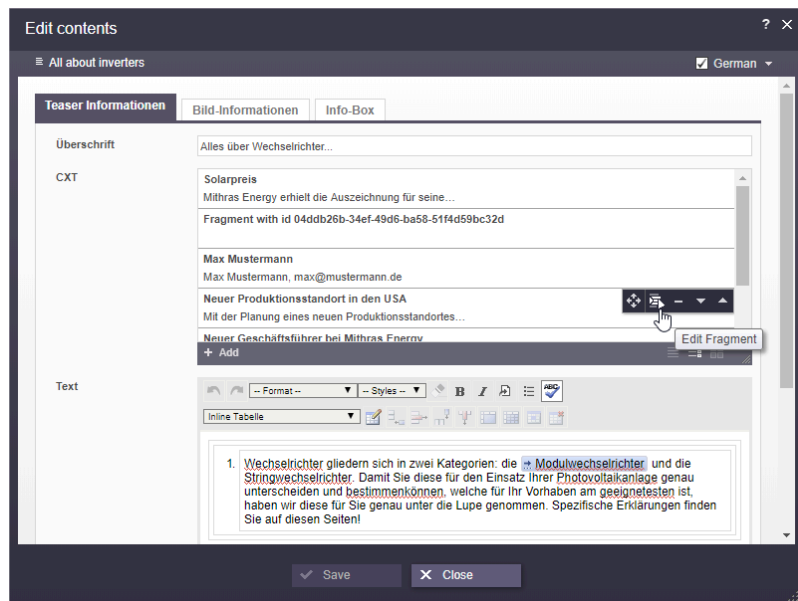 Edit contents
?
All about inverters
German
Teaser Informationen
Bild-Informationen
Info-Box
Überschrift
Alles über Wechselrichter...
CXT
Solarpreis
Mithras Energy erhielt die Auszeichnung für seine...
Fragment with id 04ddb26b-34ef-49d6-ba58-51f4d59bc32d
Max Mustermann
Max Mustermann, max@mustermann.de
Neuer Produktionsstandort in den USA
Mit der Planung eines neuen Produktionsstandortes...
Edit Fragment
Neuer Geschäftsführer bei Mithras Energy
+ Add
Text
-- Format --
-- Styles --
B I
ABC
Inline Tabelle
1. Wechselrichter gliedern sich in zwei Kategorien: die Modulwechselrichter und die
Stringwechselrichter. Damit Sie diese für den Einsatz Ihrer Photovoltaikanlage genau
unterscheiden und bestimmenkönnen, welche für Ihr Vorhaben am geeignetesten ist,
haben wir diese für Sie genau unter die Lupe genommen. Spezifische Erklärungen finden
Sie auf diesen Seiten!
Save
Close